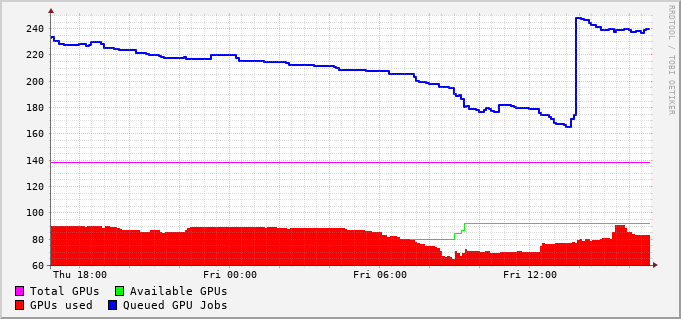 RRDTOOL / TOBI OETIKER
240
220
200
180
160
140
120
100
80
60
Thu 18:00 Fri 00:00 Fri 06:00 Fri 12:00
Total GPUs Available GPUs
GPUs used Queued GPU Jobs